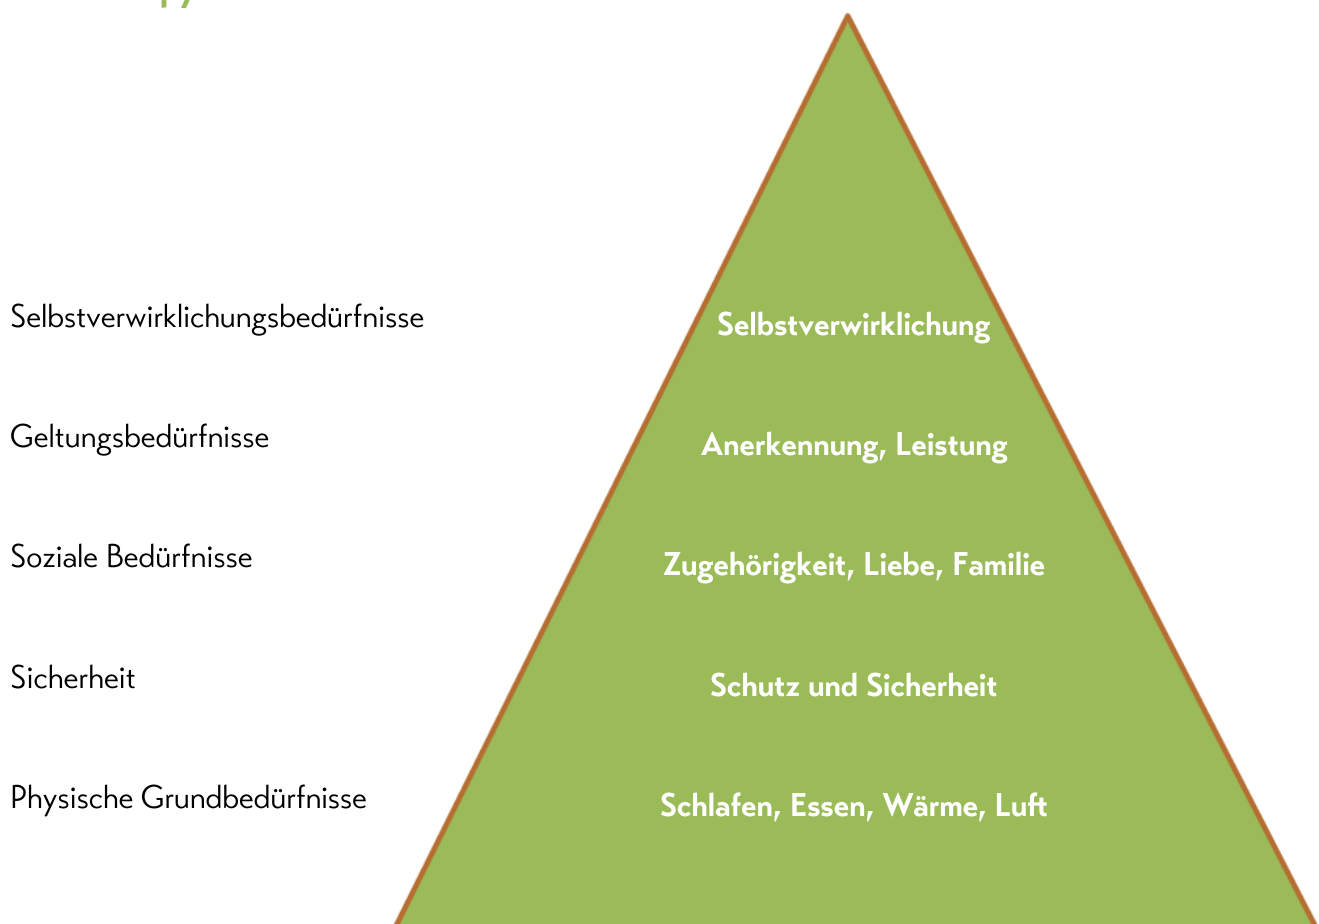 Selbstverwirklichungsbedürfnisse
Selbstverwirklichung
Geltungsbedürfnisse
Anerkennung, Leistung
Soziale Bedürfnisse
Zugehörigkeit, Liebe, Familie
Sicherheit
Schutz und Sicherheit
Physische Grundbedürfnisse
Schlafen, Essen, Wärme, Luft